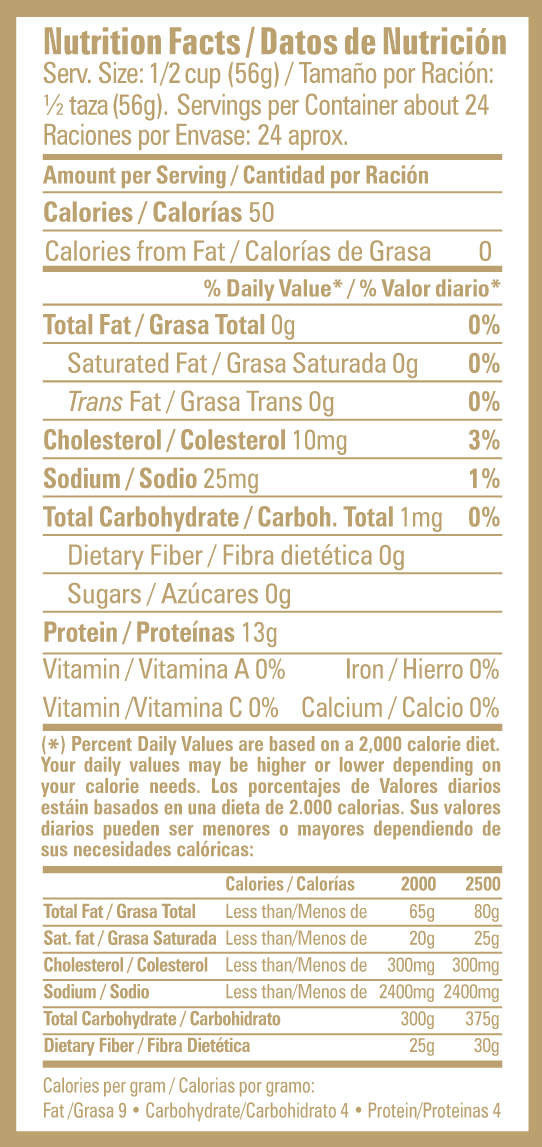 Nutrition Facts / Datos de Nutrición
Serv. Size: 1/2 cup (56g) / Tamaño por Ración:
½ taza (56g). Servings per Container about 24
Raciones por Envase: 24 aprox.
Amount per Serving / Cantidad por Ración
Calories / Calorías 50
Calories from Fat / Calorías de Grasa 0
% Daily Value* / % Valor diario*
Total Fat / Grasa Total 0g 0%
Saturated Fat / Grasa Saturada 0g 0%
Trans Fat / Grasa Trans 0g 0%
Cholesterol / Colesterol 10mg 3%
Sodium / Sodio 25mg 1%
Total Carbohydrate / Carboh. Total 1mg 0%
Dietary Fiber / Fibra dietética 0g
Sugars / Azúcares 0g
Protein / Proteínas 13g
Vitamin / Vitamina A 0% Iron / Hierro 0%
Vitamin /Vitamina C 0% Calcium / Calcio 0%
(*) Percent Daily Values are based on a 2,000 calorie diet.
Your daily values may be higher or lower depending on
your calorie needs. Los porcentajes de Valores diarios
estáin basados en una dieta de 2.000 calorias. Sus valores
diarios pueden ser menores o mayores dependiendo de
sus necesidades calóricas:
Calories / Calorías 2000 2500
Total Fat / Grasa Total Less than/Menos de 65g 80g
Sat. fat / Grasa Saturada Less than/Menos de 20g 25g
Cholesterol / Colesterol Less than/Menos de 300mg 300mg
Sodium / Sodio Less than/Menos de 2400mg 2400mg
Total Carbohydrate / Carbohidrato 300g 375g
Dietary Fiber / Fibra Dietética 25g 30g
Calories per gram / Calorias por gramo:
Fat /Grasa 9 • Carbohydrate/Carbohidrato 4 • Protein/Proteinas 4